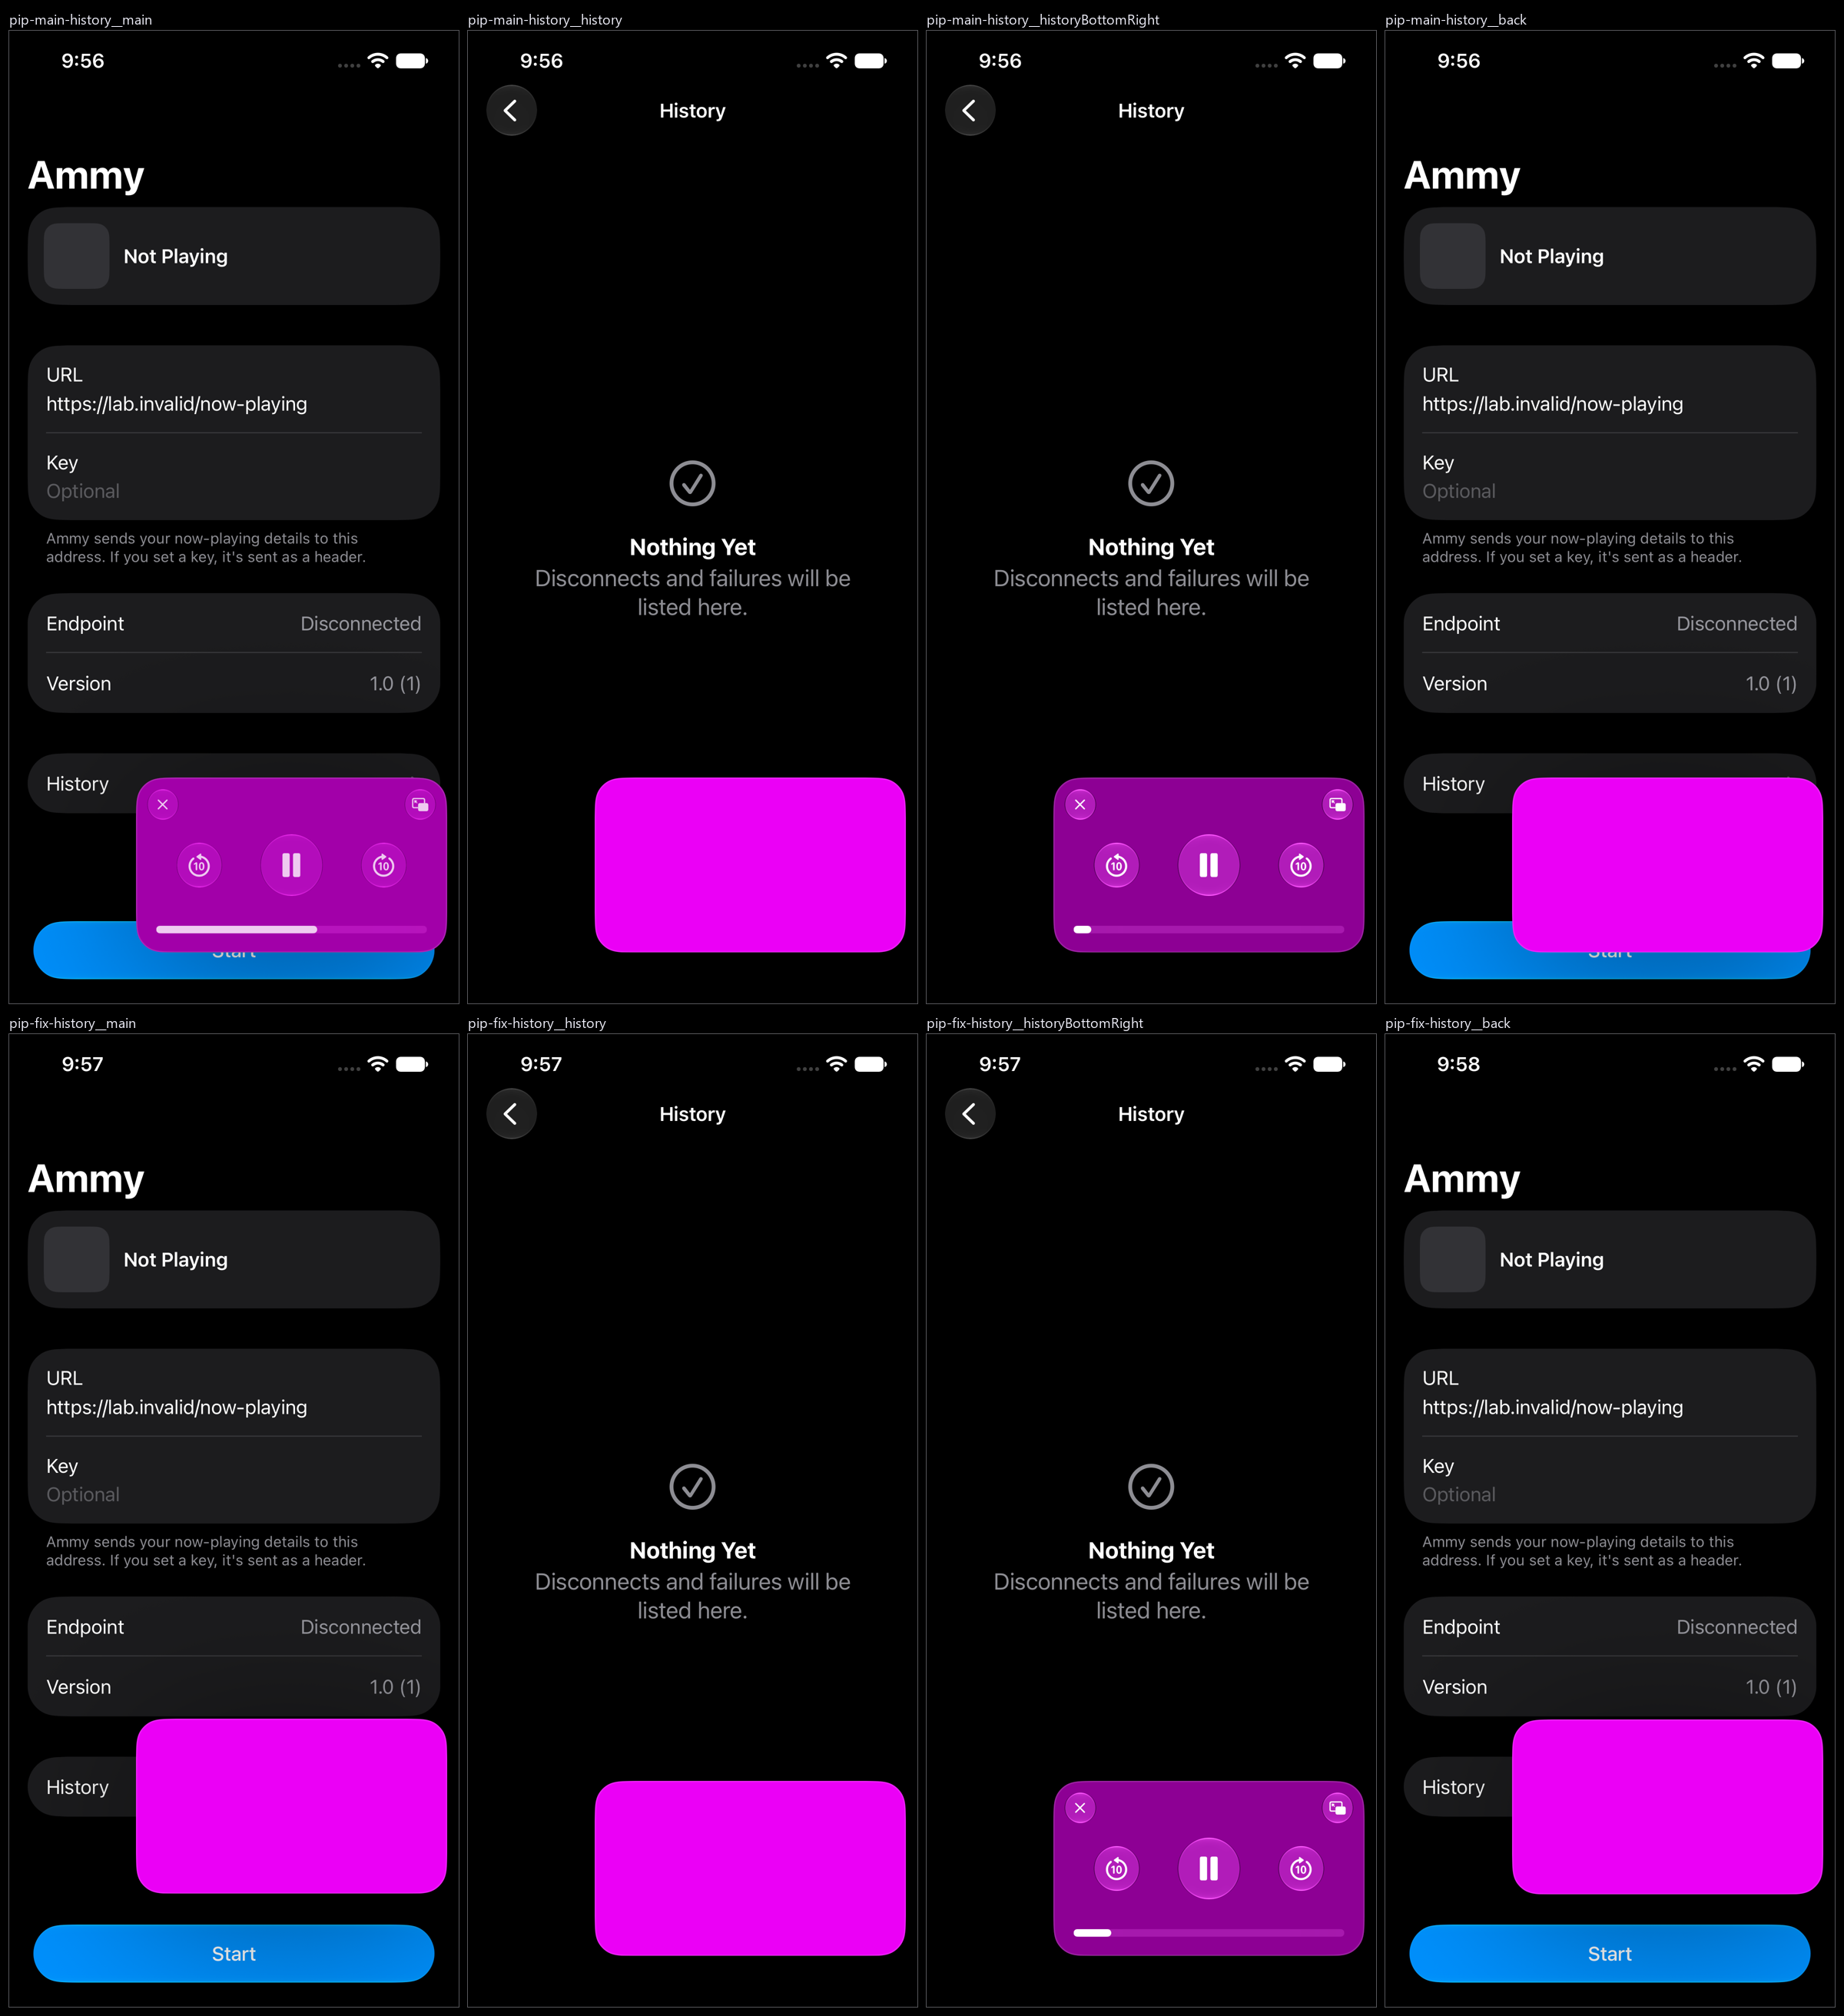 pip-main-history__main
9:56
Ammy
Not Playing
URL
https://lab.invalid/now-playing
Key
Optional
Ammy sends your now-playing details to this
address. If you set a key, it's sent as a header.
Endpoint
Disconnected
Version
1.0 (1)
History
10
10
Start
pip-main-history__history
9:56
History
Nothing Yet
Disconnects and failures will be
listed here.
pip-main-history__historyBottomRight
9:56
History
Nothing Yet
Disconnects and failures will be
listed here.
10
10
pip-main-history__back
9:56
Ammy
Not Playing
URL
https://lab.invalid/now-playing
Key
Optional
Ammy sends your now-playing details to this
address. If you set a key, it's sent as a header.
Endpoint
Disconnected
Version
1.0 (1)
History
Start
pip-fix-history__main
9:57
Ammy
Not Playing
URL
https://lab.invalid/now-playing
Key
Optional
Ammy sends your now-playing details to this
address. If you set a key, it's sent as a header.
Endpoint
Disconnected
Version
1.0 (1)
History
Start
pip-fix-history__history
9:57
History
Nothing Yet
Disconnects and failures will be
listed here.
pip-fix-history__historyBottomRight
9:57
History
Nothing Yet
Disconnects and failures will be
listed here.
10
10
pip-fix-history__back
9:58
Ammy
Not Playing
URL
https://lab.invalid/now-playing
Key
Optional
Ammy sends your now-playing details to this
address. If you set a key, it's sent as a header.
Endpoint
Disconnected
Version
1.0 (1)
History
Start